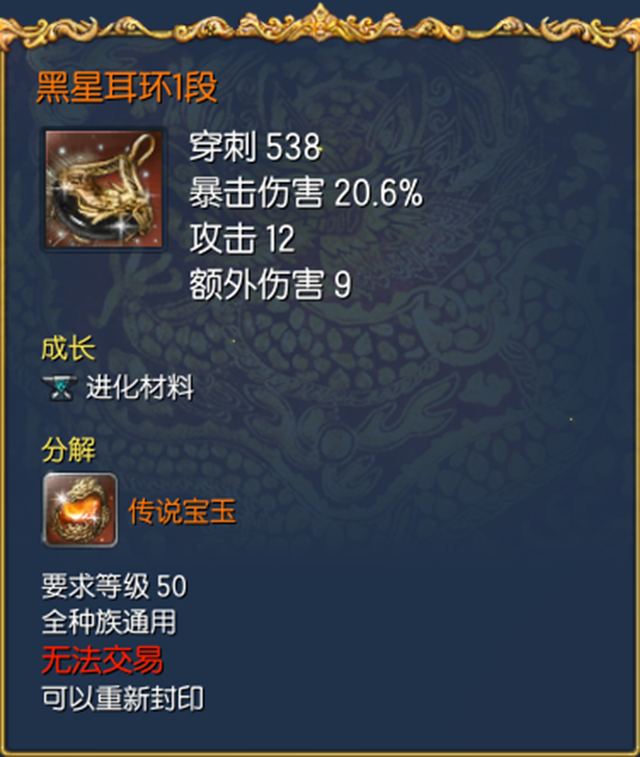 黑星耳环1段
穿刺 538
暴击伤害 20.6%
攻击 12
额外伤害 9
成长
进化材料
分解
传说宝玉
要求等级 50
全种族通用
无法交易
可以重新封印